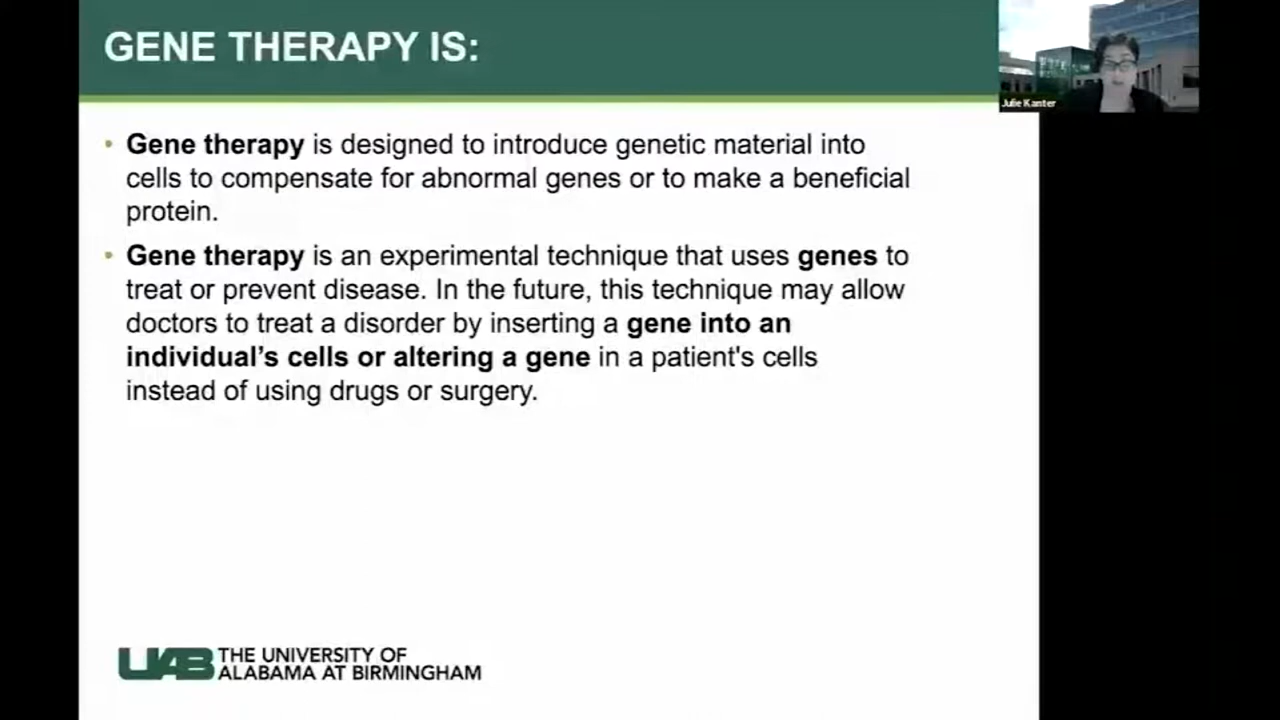 GENE THERAPY IS:
Julie Kanter
• Gene therapy is designed to introduce genetic material into
cells to compensate for abnormal genes or to make a beneficial
protein.
• Gene therapy is an experimental technique that uses genes to
treat or prevent disease. In the future, this technique may allow
doctors to treat a disorder by inserting a gene into an
individual’s cells or altering a gene in a patient's cells
instead of using drugs or surgery.
UAB THE UNIVERSITY OF
ALABAMA AT BIRMINGHAM